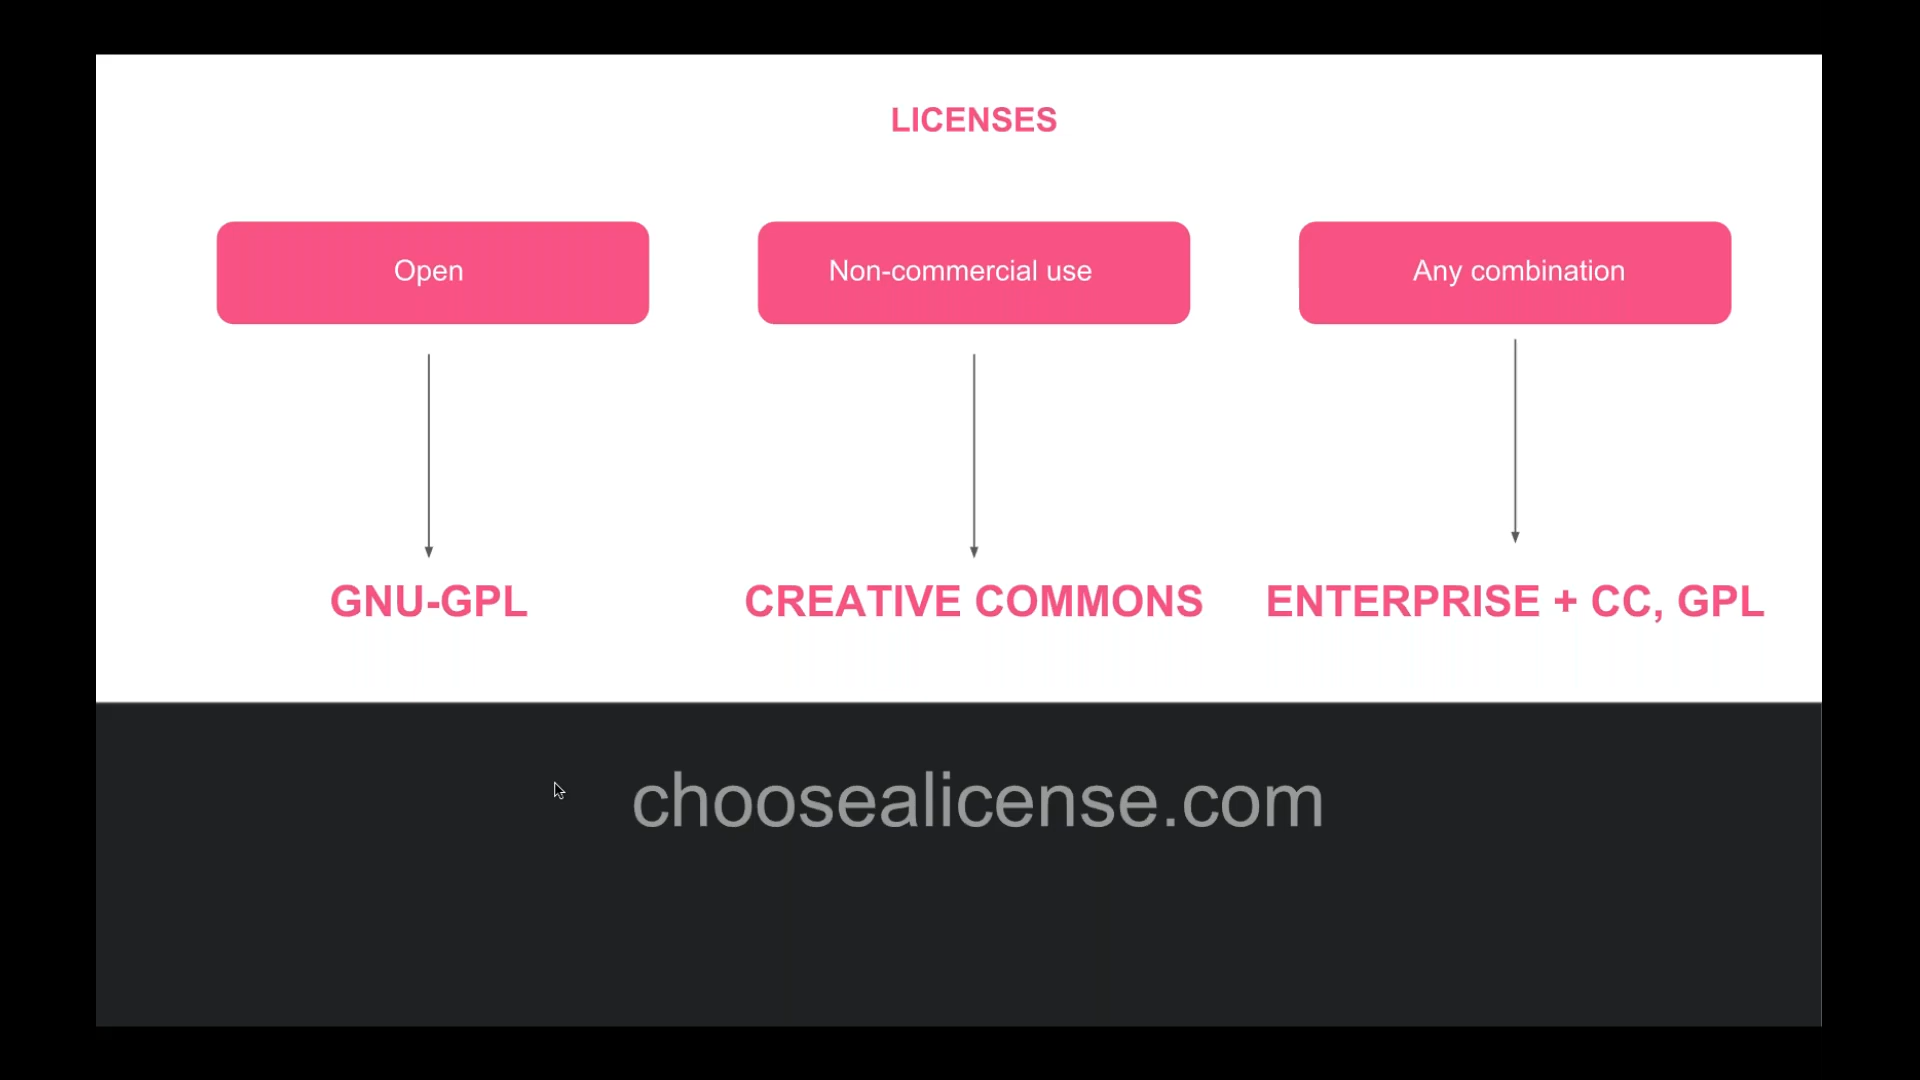 LICENSES
Open
Non-commercial use
Any combination
GNU-GPL
CREATIVE COMMONS
ENTERPRISE + CC, GPL
choosealicense.com